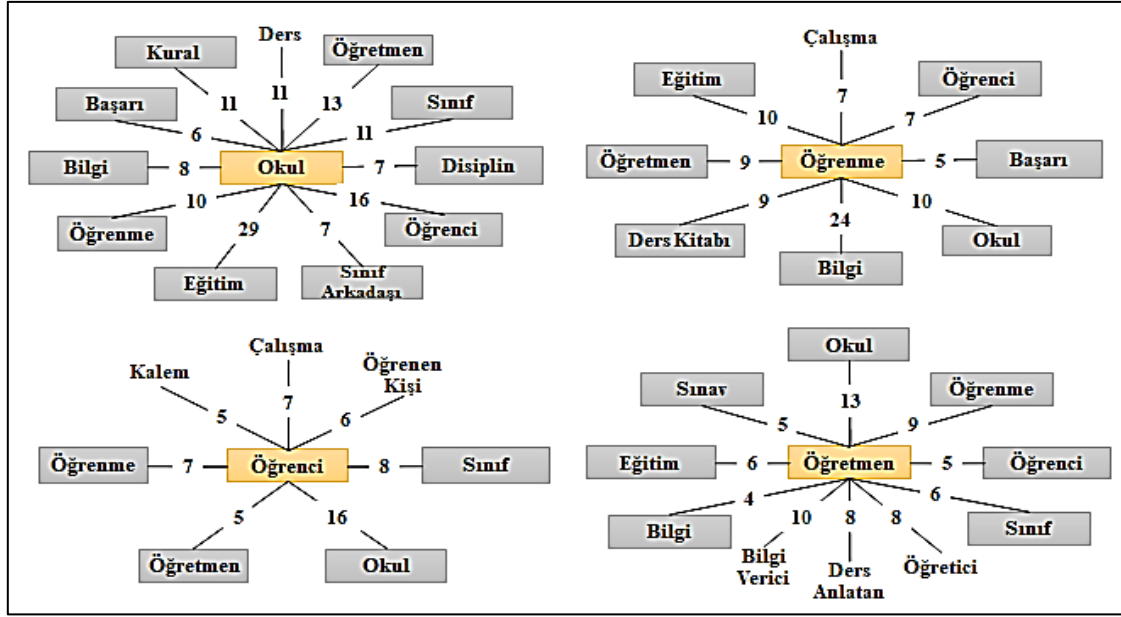 Ders
Kural
Öğretmen
11
11
13
Başarı
Sınıf
6
11
Bilgi
8
Okul
7
Disiplin
10
16
Öğrenme
Öğrenci
29
7
Eğitim
Sınıf
Arkadaşı
Çalışma
Eğitim
Öğrenci
7
10
7
Öğretmen
9
Öğrenme
5
Başarı
9
10
24
Ders Kitabı
Okul
Bilgi
Çalışma
Kalem
Öğrenen
Kişi
5
7
6
Öğrenme
7
Öğrenci
8
Sınıf
5
16
Öğretmen
Okul
Okul
Sınav
Öğrenme
13
5
9
Eğitim
6
Öğretmen
5
Öğrenci
4
6
10
8
8
Bilgi
Sınıf
Bilgi
Verici
Ders
Anlatan
Öğretici